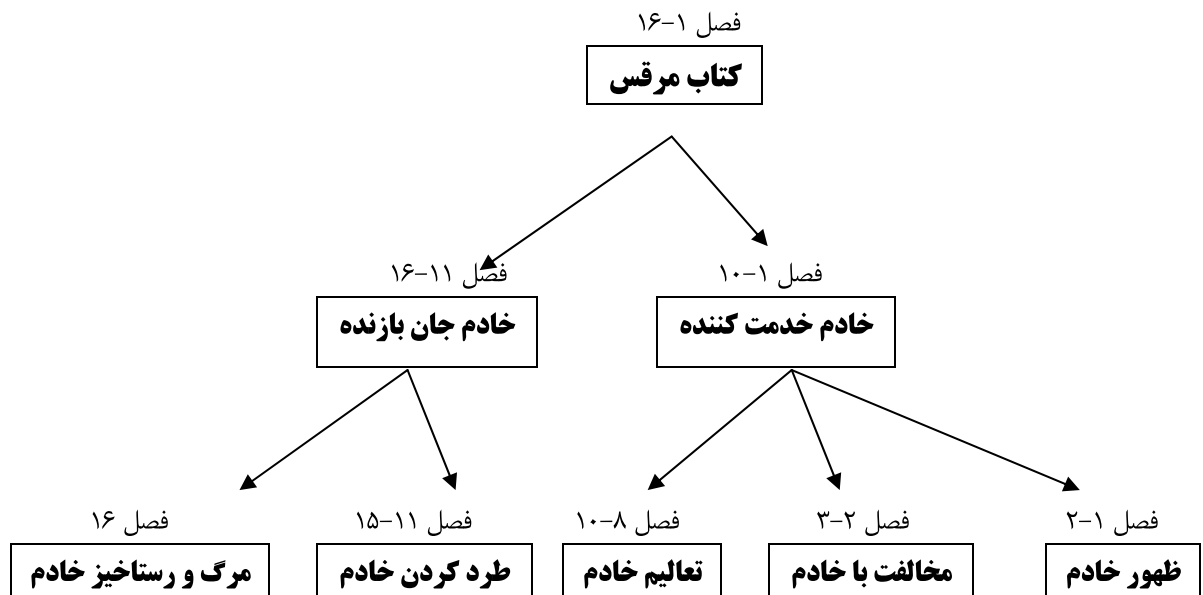 فصل ۱-۱۶
کتاب مرقس
فصل ۱-۱۰
خادم خدمت کننده
فصل ۱۱-۱۶
خادم جان بازنده
فصل ۱-۲
ظهور خادم
فصل ۲-۳
مخالفت با خادم
فصل ۸-۱۰
تعالیم خادم
فصل ۱۱-۱۵
طرد کردن خادم
فصل ۱۶
مرگ و رستاخیز خادم